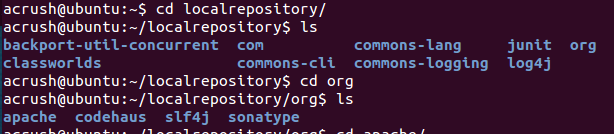 acrush@ubuntu:~$ cd localrepository/
acrush@ubuntu:~/localrepository$ ls
backport-util-concurrent com commons-lang junit org
classworlds commons-cli commons-logging log4j
acrush@ubuntu:~/localrepository$ cd org
acrush@ubuntu:~/localrepository/org$ ls
apache codehaus slf4j sonatype
acrush@ubuntu:~/localrepository/org$ cd apache/